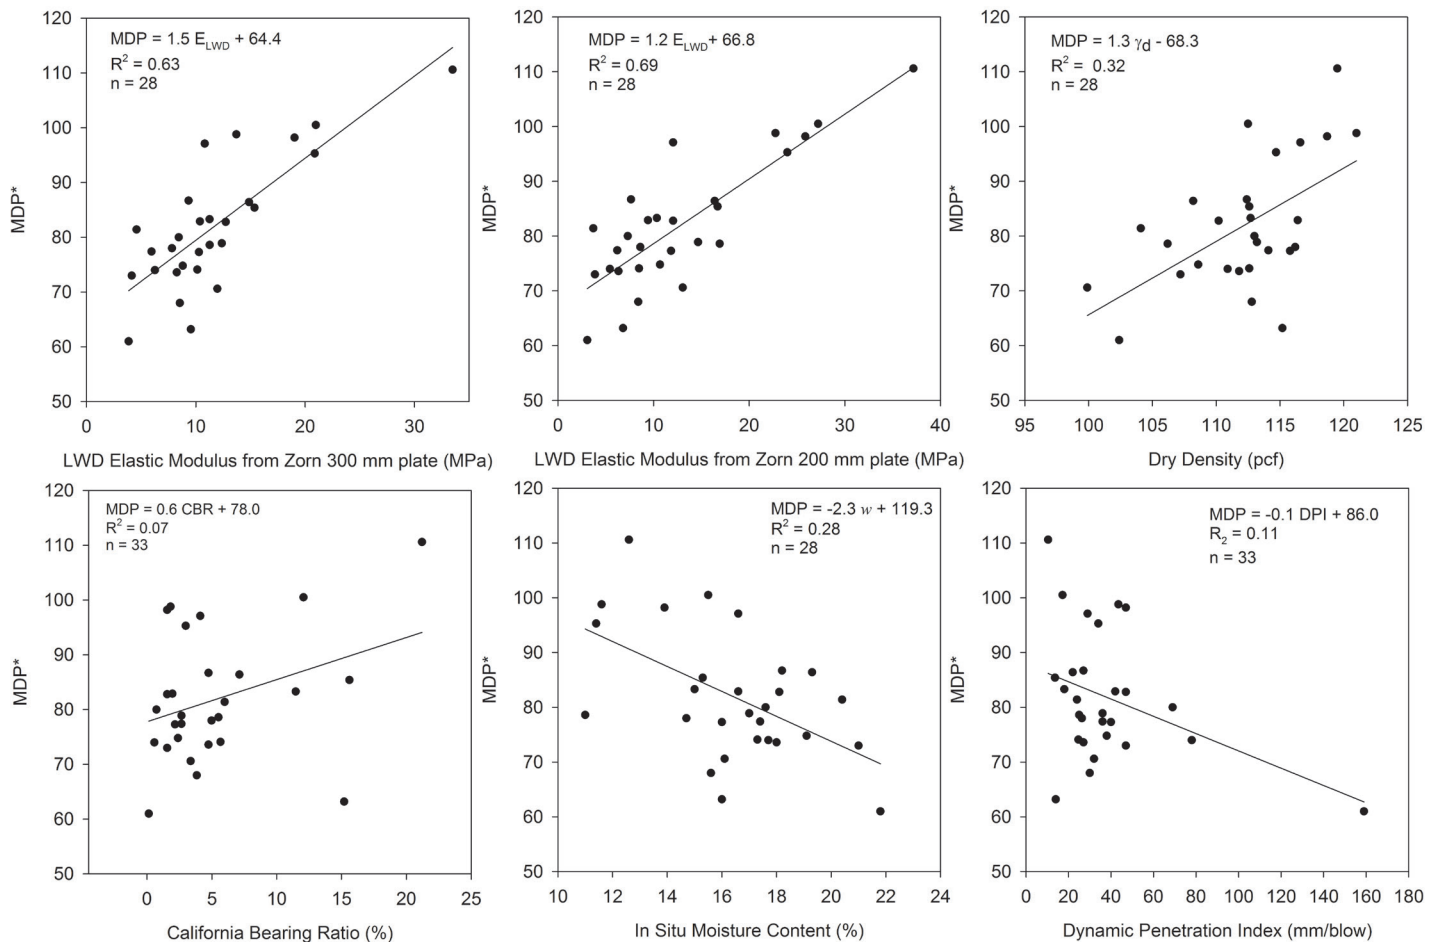 MDP = 1.5 E_LWD + 64.4
R² = 0.63
n = 28
120
110
100
90
80
70
60
50
MDP*
0 10 20 30
LWD Elastic Modulus from Zorn 300 mm plate (MPa)
MDP = 1.2 E_LWD + 66.8
R² = 0.69
n = 28
120
110
100
90
80
70
60
50
MDP*
0 10 20 30 40
LWD Elastic Modulus from Zorn 200 mm plate (MPa)
MDP = 1.3 γd - 68.3
R² = 0.32
n = 28
120
110
100
90
80
70
60
50
MDP*
95 100 105 110 115 120 125
Dry Density (pcf)
MDP = 0.6 CBR + 78.0
R² = 0.07
n = 33
120
110
100
90
80
70
60
50
MDP*
0 5 10 15 20 25
California Bearing Ratio (%)
MDP = -2.3 w + 119.3
R² = 0.28
n = 28
120
110
100
90
80
70
60
50
MDP*
10 12 14 16 18 20 22 24
In Situ Moisture Content (%)
MDP = -0.1 DPI + 86.0
R₂ = 0.11
n = 33
120
110
100
90
80
70
60
50
MDP*
0 20 40 60 80 100 120 140 160 180
Dynamic Penetration Index (mm/blow)